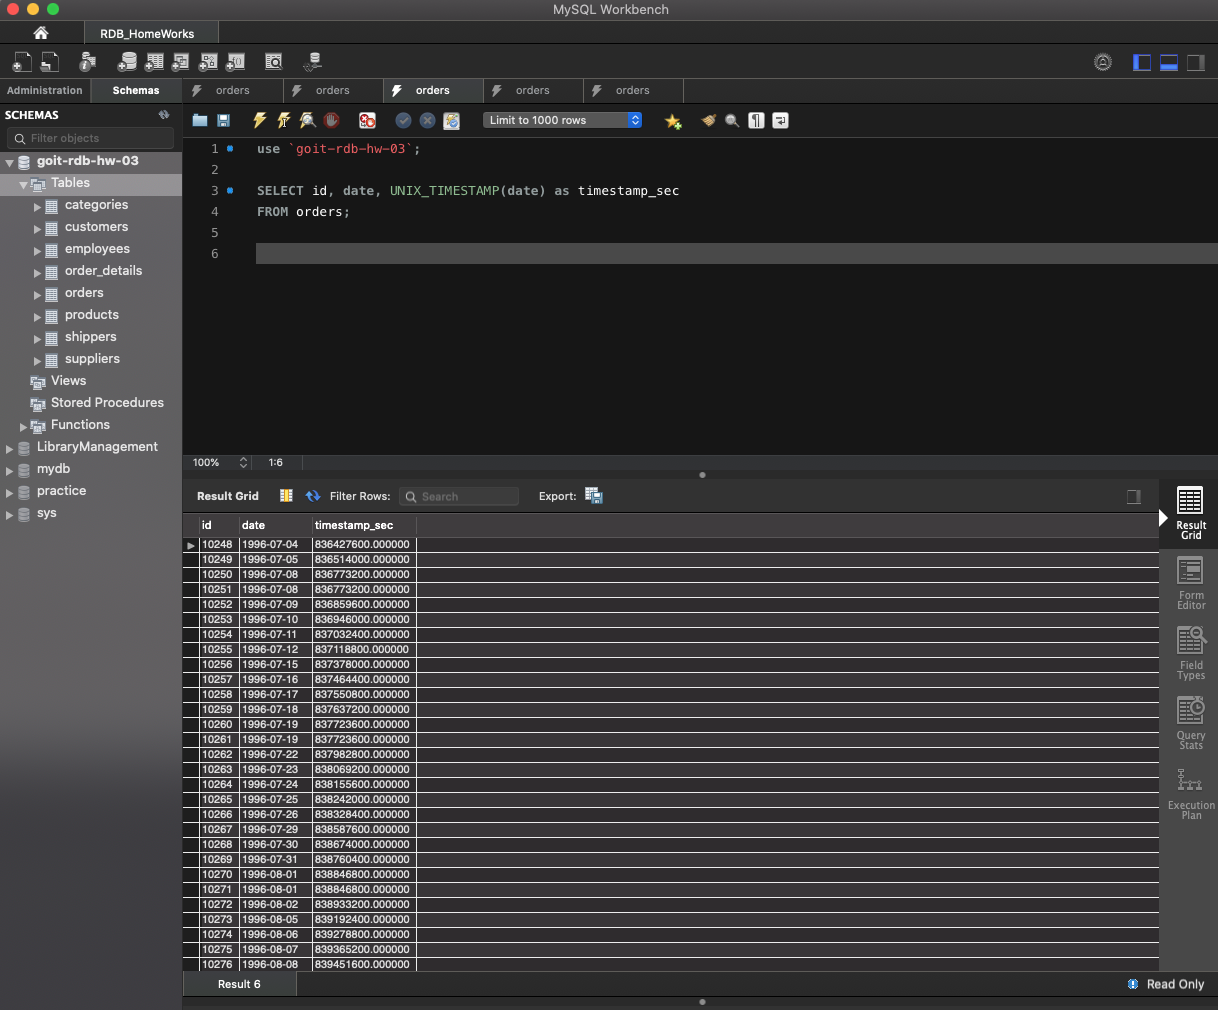 MySQL Workbench
RDB_HomeWorks
Administration
Schemas
orders
orders
orders
orders
orders
SCHEMAS
Filter objects
goit-rdb-hw-03
Tables
categories
customers
employees
order_details
orders
products
shippers
suppliers
Views
Stored Procedures
Functions
LibraryManagement
mydb
practice
sys
Limit to 1000 rows
1 use `goit-rdb-hw-03`;
2
3 SELECT id, date, UNIX_TIMESTAMP(date) as timestamp_sec
4 FROM orders;
5
6
100% 1:6
Result Grid Filter Rows: Search Export:
id date timestamp_sec
10248 1996-07-04 836427600.000000
10249 1996-07-05 836514000.000000
10250 1996-07-08 836773200.000000
10251 1996-07-08 836773200.000000
10252 1996-07-09 836859600.000000
10253 1996-07-10 836946000.000000
10254 1996-07-11 837032400.000000
10255 1996-07-12 837118800.000000
10256 1996-07-15 837378000.000000
10257 1996-07-16 837464400.000000
10258 1996-07-17 837550800.000000
10259 1996-07-18 837637200.000000
10260 1996-07-19 837723600.000000
10261 1996-07-19 837723600.000000
10262 1996-07-22 837982800.000000
10263 1996-07-23 838069200.000000
10264 1996-07-24 838155600.000000
10265 1996-07-25 838242000.000000
10266 1996-07-26 838328400.000000
10267 1996-07-29 838587600.000000
10268 1996-07-30 838674000.000000
10269 1996-07-31 838760400.000000
10270 1996-08-01 838846800.000000
10271 1996-08-01 838846800.000000
10272 1996-08-02 838933200.000000
10273 1996-08-05 839192400.000000
10274 1996-08-06 839278800.000000
10275 1996-08-07 839365200.000000
10276 1996-08-08 839451600.000000
Result
Grid
Form
Editor
Field
Types
Query
Stats
Execution
Plan
Result 6
Read Only